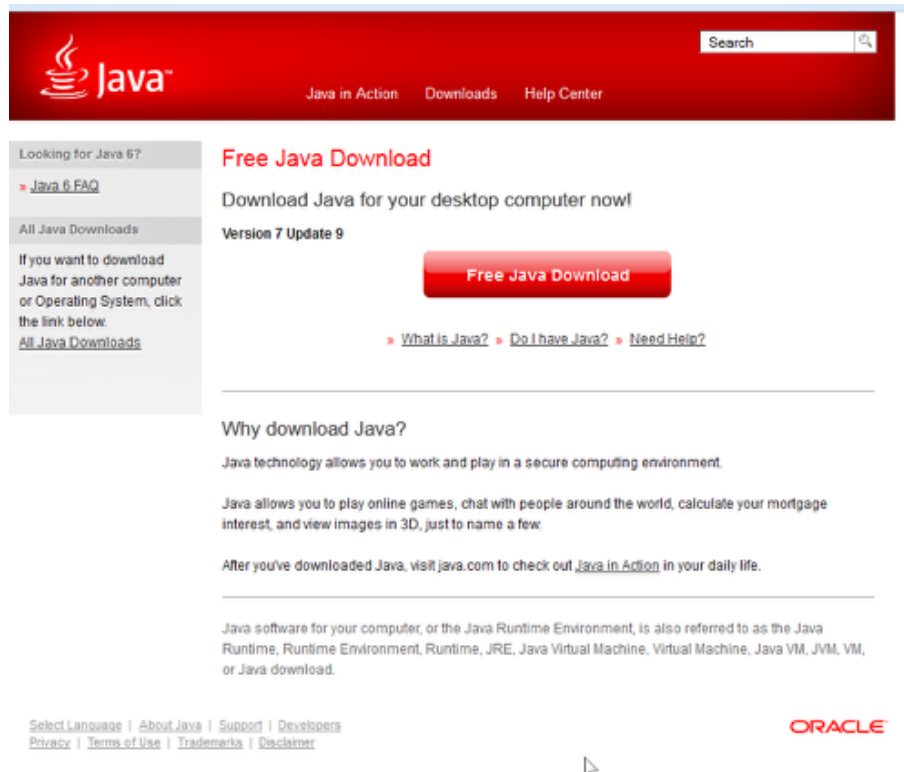 Search
Java™
Java in Action Downloads Help Center
Looking for Java 6?
» Java 6 FAQ
All Java Downloads
If you want to download
Java for another computer
or Operating System, click
the link below.
All Java Downloads
Free Java Download
Download Java for your desktop computer now!
Version 7 Update 9
Free Java Download
» What is Java? » Do I have Java? » Need Help?
Why download Java?
Java technology allows you to work and play in a secure computing environment.
Java allows you to play online games, chat with people around the world, calculate your mortgage
interest, and view images in 3D, just to name a few.
After you've downloaded Java, visit java.com to check out Java in Action in your daily life.
Java software for your computer, or the Java Runtime Environment, is also referred to as the Java
Runtime, Runtime Environment, Runtime, JRE, Java Virtual Machine, Virtual Machine, Java VM, JVM, VM,
or Java download.
Select Language | About Java | Support | Developers
Privacy | Terms of Use | Trademarks | Disclaimer
ORACLE